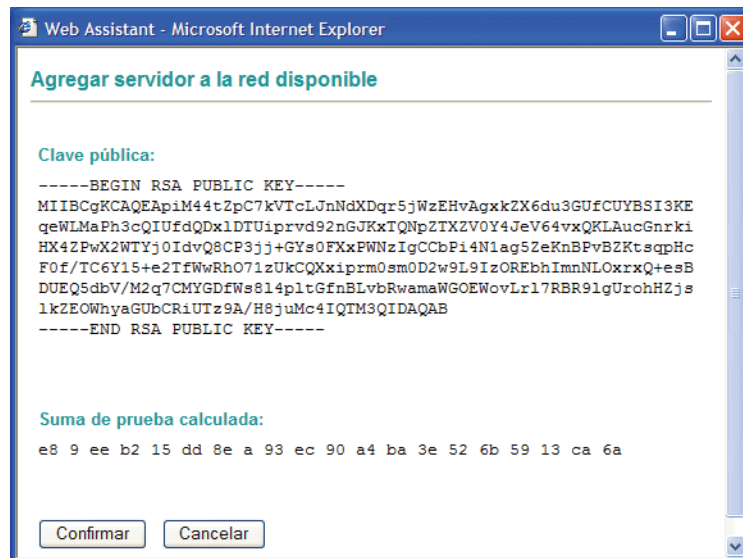 Web Assistant - Microsoft Internet Explorer
Agregar servidor a la red disponible
Clave pública:
-----BEGIN RSA PUBLIC KEY-----
MIIBCgKCAQEApiM44tZpC7kVTcLJnNdXDqr5jWzEHvAgxkZX6du3GUfCUYBSI3KE
qeWLMaPh3cQIUfdQDxlDTUiprvd92nGJKxTQNpZTXZV0Y4JeV64vxQKLAucGnrki
HX4ZPwX2WTYj0IdvQ8CP3jj+GYs0FXxPWNzIgCCbPi4N1ag5ZeKnBPvBZKtsqpHc
F0f/TC6Y15+e2TfWwRhO71zUkCQXxiprm0sm0D2w9L9IzOREbhImnNLOxrxQ+esB
DUEQ5dbV/M2q7CMYGDfWs8l4pltGfnBLvbRwamaWGOEWovLrl7RBR9lgUrohHZjs
lkZEOWhyaGUbCRiUTz9A/H8juMc4IQTM3QIDAQAB
-----END RSA PUBLIC KEY-----
Suma de prueba calculada:
e8 9 ee b2 15 dd 8e a 93 ec 90 a4 ba 3e 52 6b 59 13 ca 6a
Confirmar Cancelar